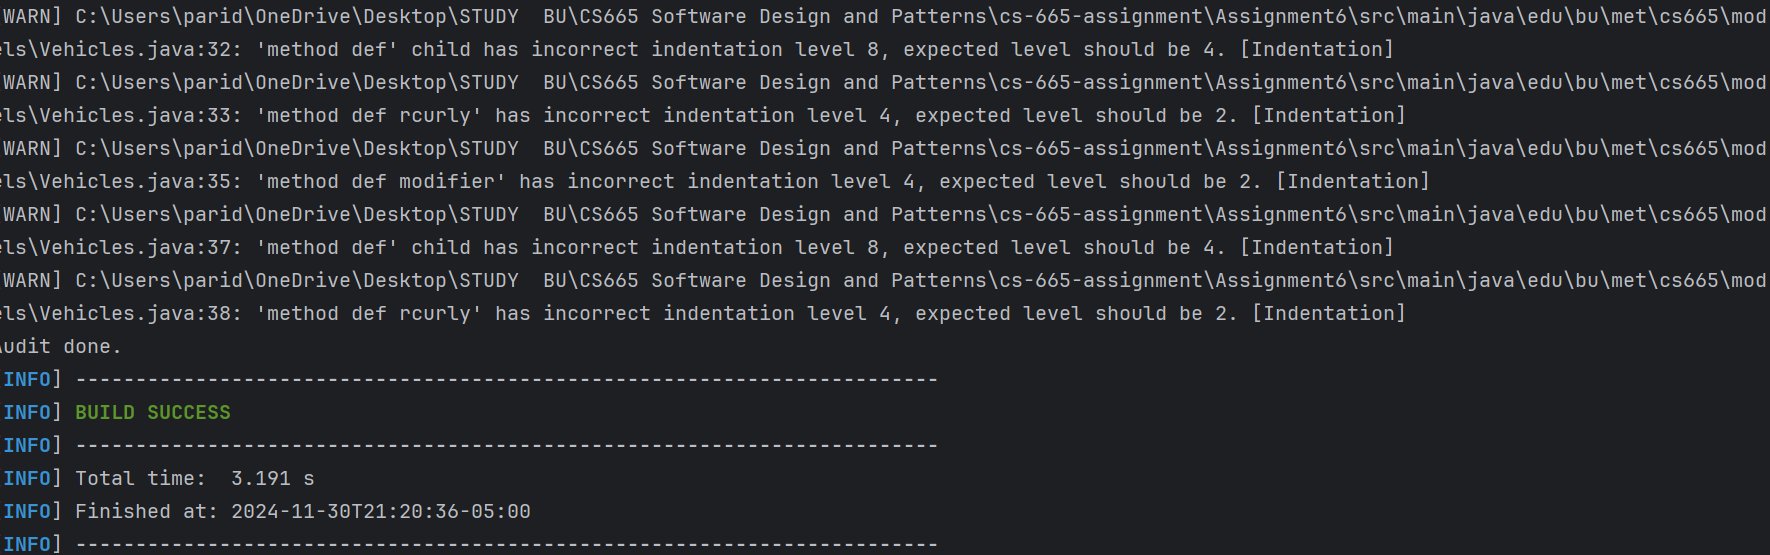 WARN] C:\Users\parid\OneDrive\Desktop\STUDY  BU\CS665 Software Design and Patterns\cs-665-assignment\Assignment6\src\main\java\edu\bu\met\cs665\mod
els\Vehicles.java:32: 'method def' child has incorrect indentation level 8, expected level should be 4. [Indentation]
WARN] C:\Users\parid\OneDrive\Desktop\STUDY  BU\CS665 Software Design and Patterns\cs-665-assignment\Assignment6\src\main\java\edu\bu\met\cs665\mod
els\Vehicles.java:33: 'method def rcurly' has incorrect indentation level 4, expected level should be 2. [Indentation]
WARN] C:\Users\parid\OneDrive\Desktop\STUDY  BU\CS665 Software Design and Patterns\cs-665-assignment\Assignment6\src\main\java\edu\bu\met\cs665\mod
els\Vehicles.java:35: 'method def modifier' has incorrect indentation level 4, expected level should be 2. [Indentation]
WARN] C:\Users\parid\OneDrive\Desktop\STUDY  BU\CS665 Software Design and Patterns\cs-665-assignment\Assignment6\src\main\java\edu\bu\met\cs665\mod
els\Vehicles.java:37: 'method def' child has incorrect indentation level 8, expected level should be 4. [Indentation]
WARN] C:\Users\parid\OneDrive\Desktop\STUDY  BU\CS665 Software Design and Patterns\cs-665-assignment\Assignment6\src\main\java\edu\bu\met\cs665\mod
els\Vehicles.java:38: 'method def rcurly' has incorrect indentation level 4, expected level should be 2. [Indentation]
Audit done.
INFO] ------------------------------------------------------------------------
INFO] BUILD SUCCESS
INFO] ------------------------------------------------------------------------
INFO] Total time:  3.191 s
INFO] Finished at: 2024-11-30T21:20:36-05:00
INFO] ------------------------------------------------------------------------